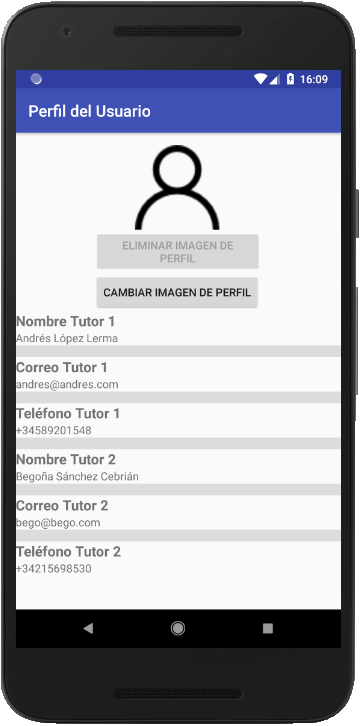 16:09
Perfil del Usuario
ELIMINAR IMAGEN DE
PERFIL
CAMBIAR IMAGEN DE PERFIL
Nombre Tutor 1
Andrés López Lerma
Correo Tutor 1
andres@andres.com
Teléfono Tutor 1
+34589201548
Nombre Tutor 2
Begoña Sánchez Cebrián
Correo Tutor 2
bego@bego.com
Teléfono Tutor 2
+34215698530